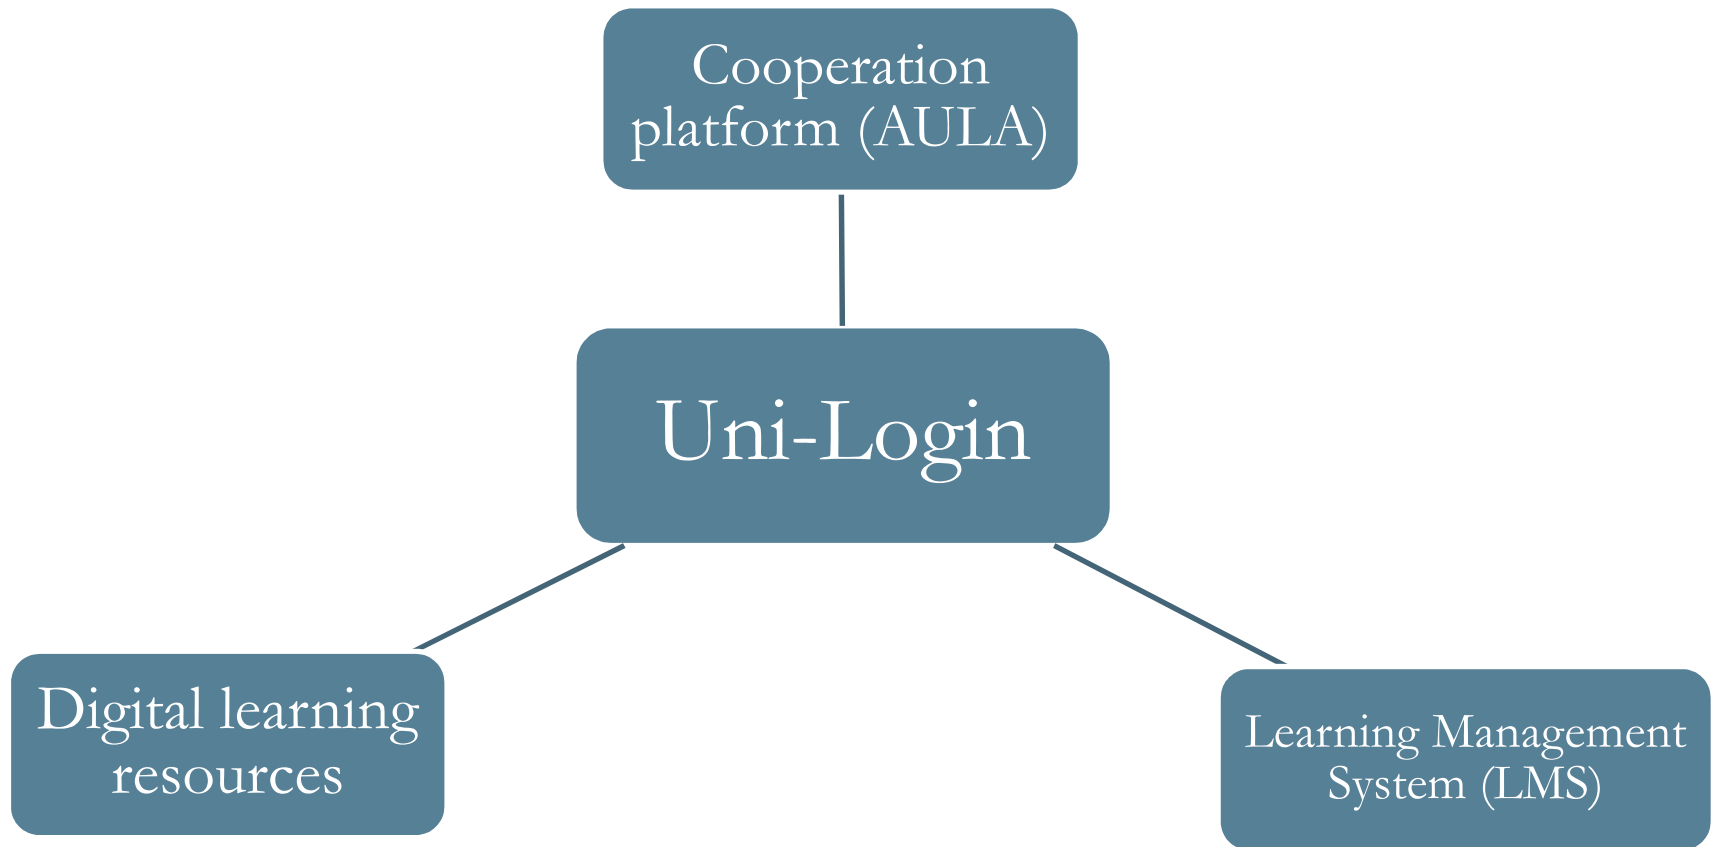 Cooperation
platform (AULA)
Uni-Login
Digital learning
resources
Learning Management
System (LMS)